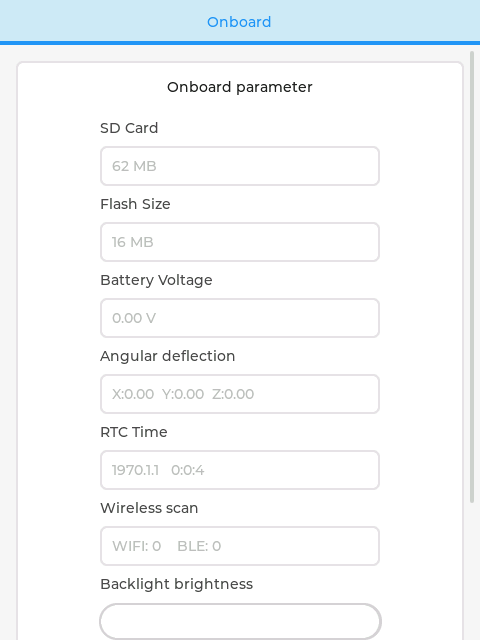 Onboard
Onboard parameter
SD Card
62 MB
Flash Size
16 MB
Battery Voltage
0.00 V
Angular deflection
X:0.00  Y:0.00  Z:0.00
RTC Time
1970.1.1   0:0:4
Wireless scan
WIFI: 0    BLE: 0
Backlight brightness